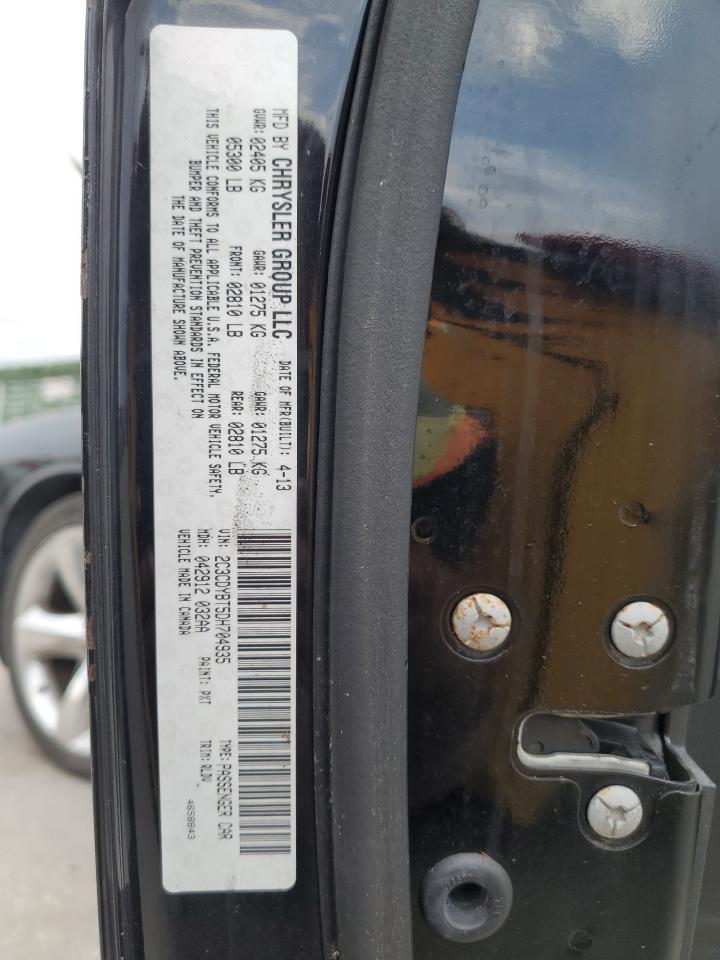 MFD BY CHRYSLER GROUP LLC DATE OF MFR(BUILT): 4-13
GVWR: 02405 KG GAWR: 01275 KG GAWR: 01275 KG
05300 LB FRONT: 02810 LB REAR: 02810 LB
THIS VEHICLE CONFORMS TO ALL APPLICABLE U.S.A. FEDERAL MOTOR VEHICLE SAFETY,
BUMPER AND THEFT PREVENTION STANDARDS IN EFFECT ON
THE DATE OF MANUFACTURE SHOWN ABOVE.
VIN: 2C3CDYBT5DH704935 TYPE: PASSENGER CAR
MDH: 042912 032AA PAINT: PXT TRIM: RLDV_
VEHICLE MADE IN CANADA 4658843